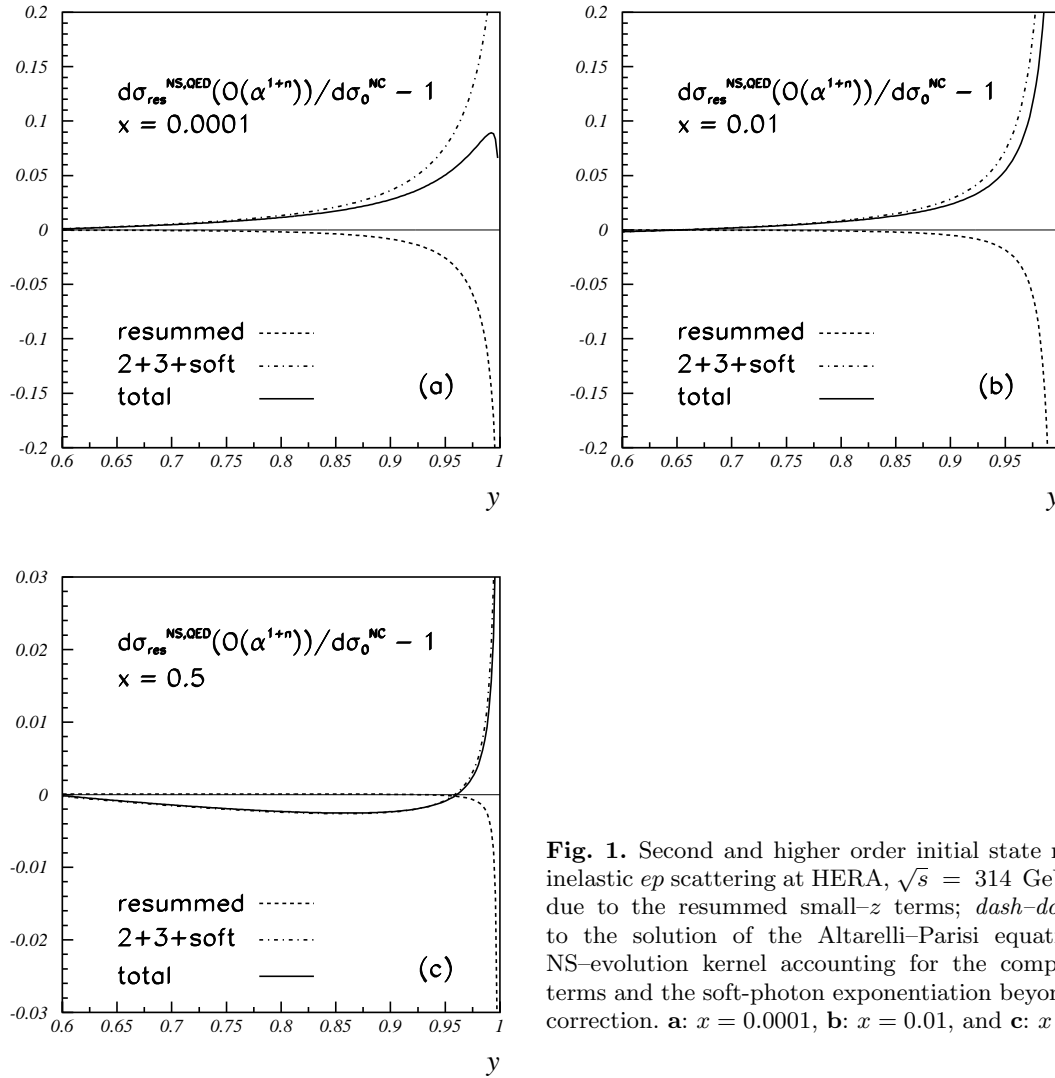 0.2
0.15
0.1
0.05
0
-0.05
-0.1
-0.15
-0.2
dσres^NS,QED(O(α^1+n))/dσ0^NC − 1
x = 0.0001
resummed
2+3+soft
total
(a)
0.6 0.65 0.7 0.75 0.8 0.85 0.9 0.95 1
y
0.2
0.15
0.1
0.05
0
-0.05
-0.1
-0.15
-0.2
dσres^NS,QED(O(α^1+n))/dσ0^NC − 1
x = 0.01
resummed
2+3+soft
total
(b)
0.6 0.65 0.7 0.75 0.8 0.85 0.9 0.95
y
0.03
0.02
0.01
0
-0.01
-0.02
-0.03
dσres^NS,QED(O(α^1+n))/dσ0^NC − 1
x = 0.5
resummed
2+3+soft
total
(c)
0.6 0.65 0.7 0.75 0.8 0.85 0.9 0.95 1
y
Fig. 1. Second and higher order initial state
inelastic ep scattering at HERA, √s = 314
due to the resummed small–z terms;
to the solution of the Altarelli–Parisi
NS–evolution kernel accounting for the
terms and the soft-photon exponentiation
correction. a: x = 0.0001, b: x = 0.01, and c: x